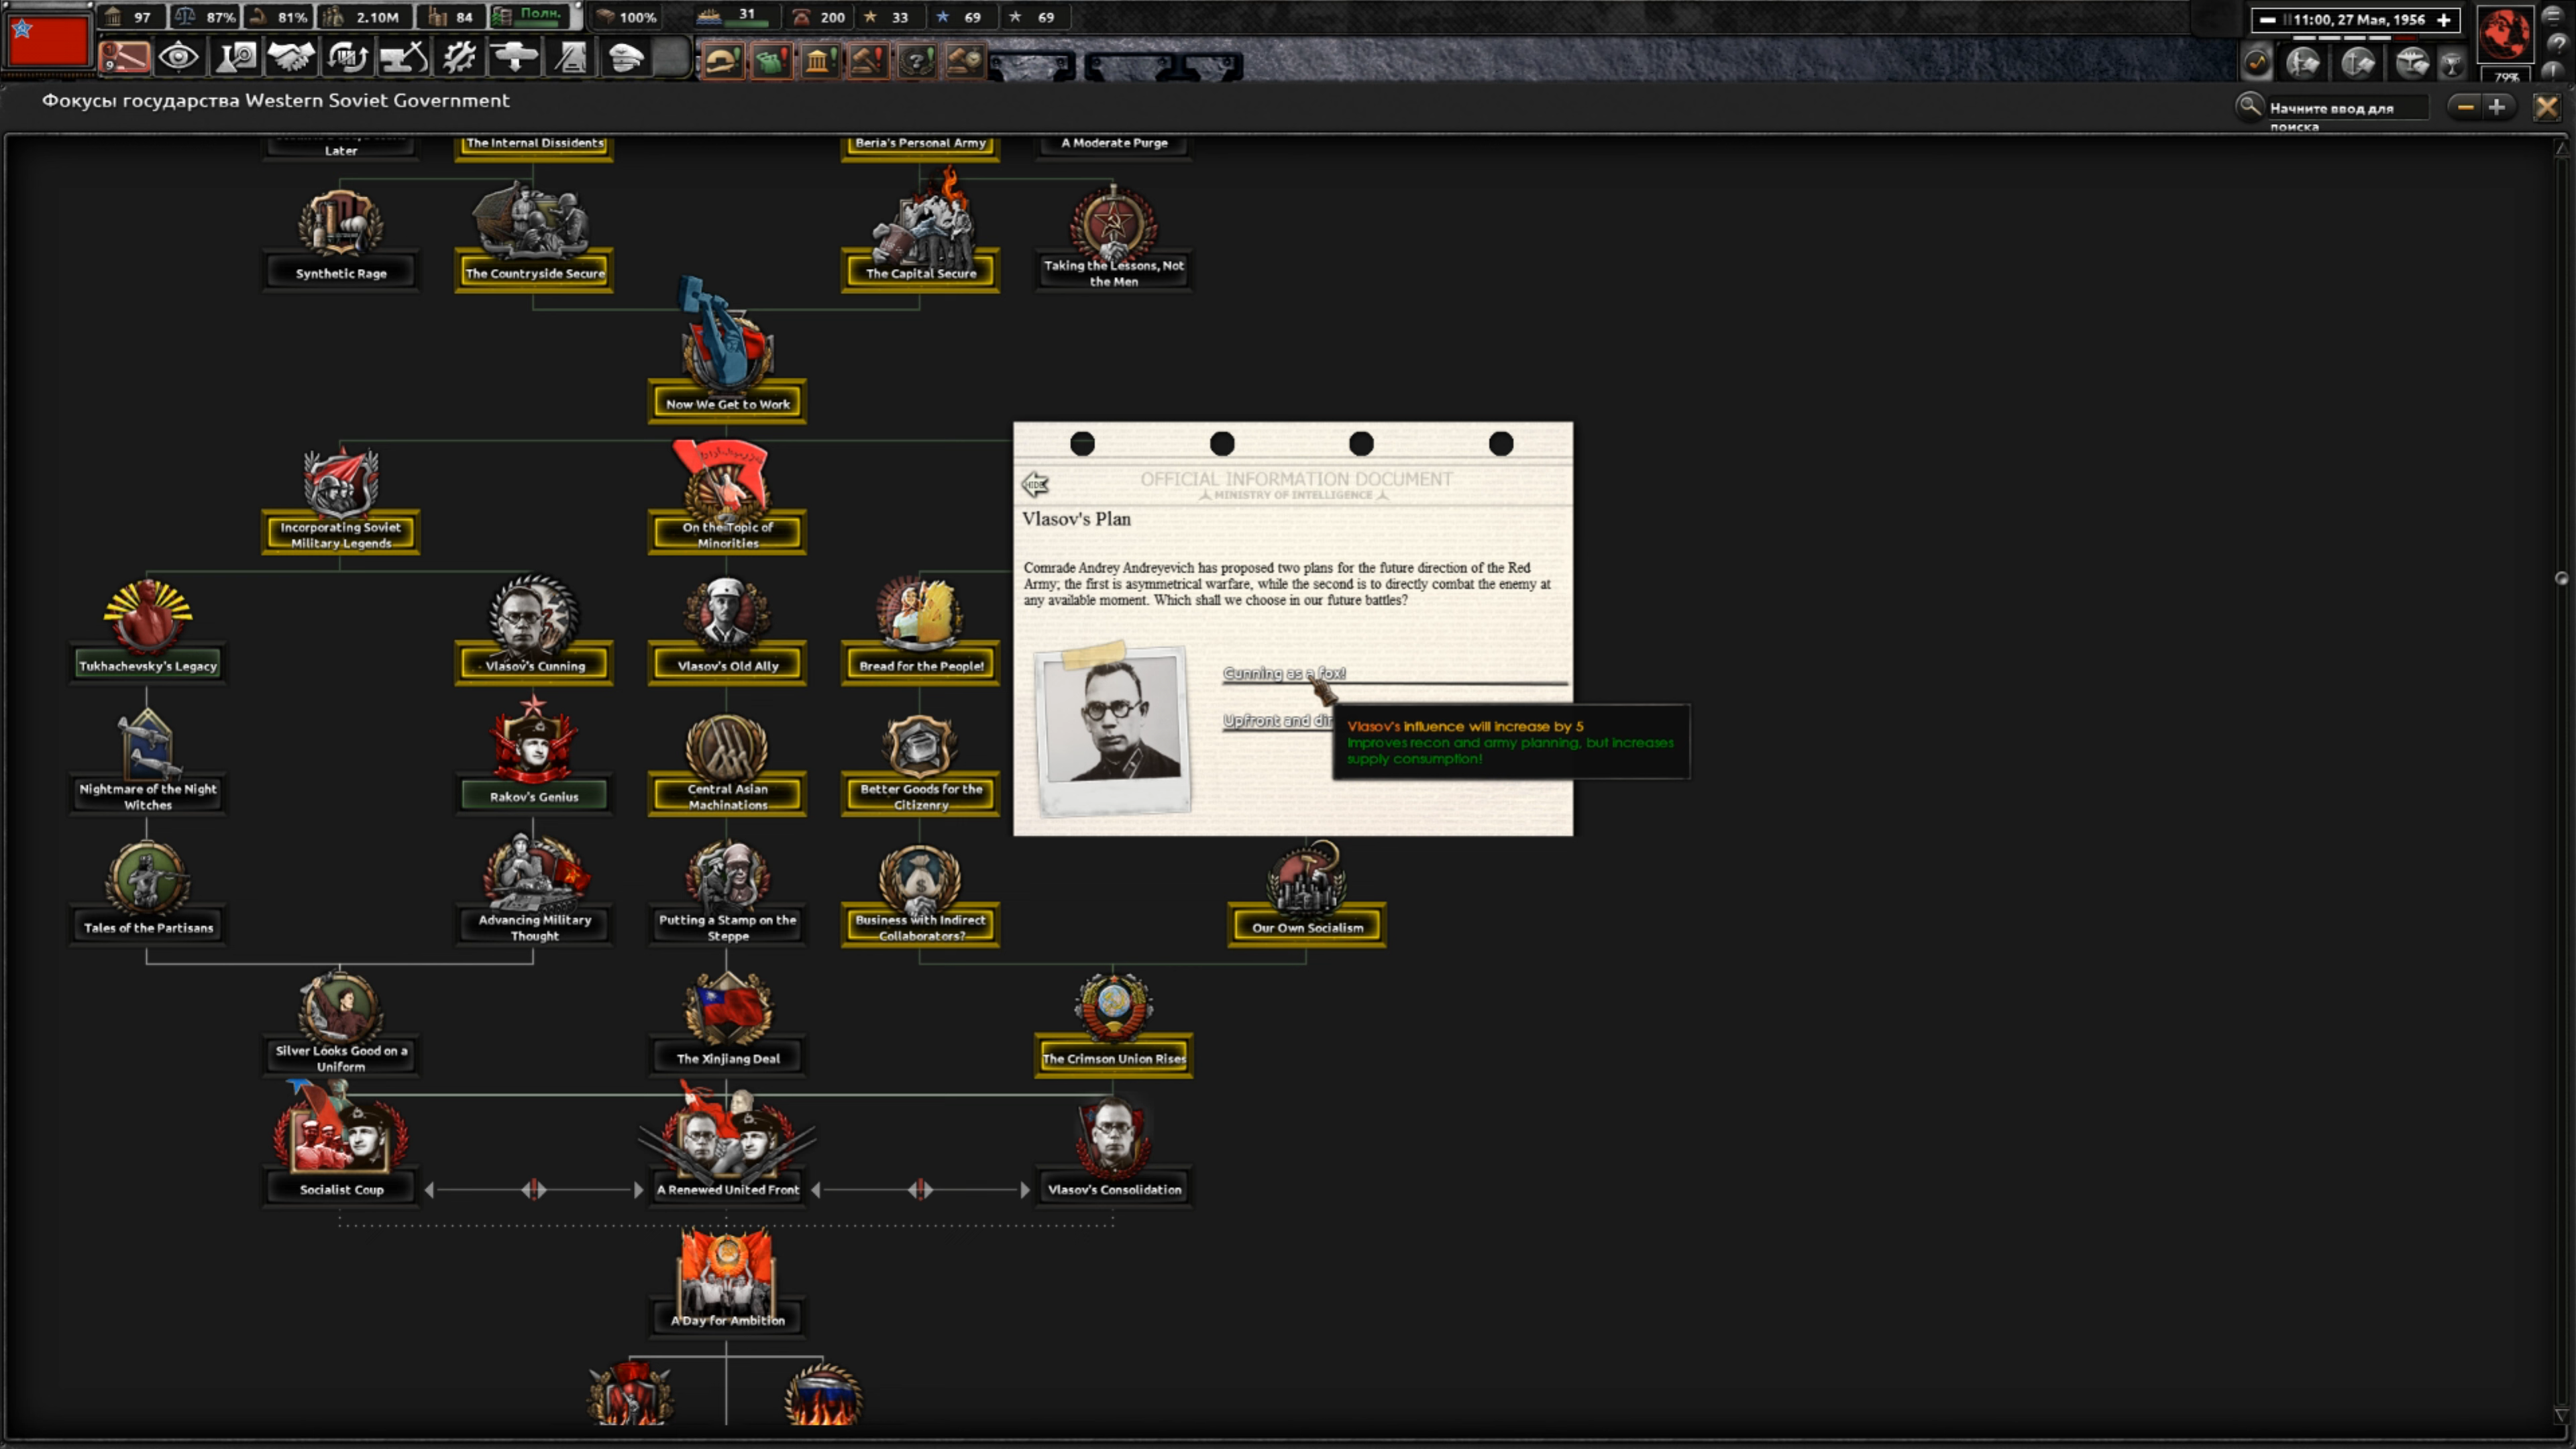 97
87%
81%
2.10M
84
Полн.
100%
31
200
33
69
69
11:00, 27 Мая, 1956
9
79%
Фокусы государства Western Soviet Government
Начните ввод для
поиска
Later
The Internal Dissidents
Beria's Personal Army
A Moderate Purge
Synthetic Rage
The Countryside Secure
The Capital Secure
Taking the Lessons, Not
the Men
Now We Get to Work
Incorporating Soviet
Military Legends
On the Topic of
Minorities
HIDE
OFFICIAL INFORMATION DOCUMENT
MINISTRY OF INTELLIGENCE
Vlasov's Plan
Comrade Andrey Andreyevich has proposed two plans for the future direction of the Red
Army; the first is asymmetrical warfare, while the second is to directly combat the enemy at
any available moment. Which shall we choose in our future battles?
Cunning as a fox!
Upfront and dir
Vlasov's influence will increase by 5
Improves recon and army planning, but increases
supply consumption!
Tukhachevsky's Legacy
Vlasov's Cunning
Vlasov's Old Ally
Bread for the People!
Nightmare of the Night
Witches
Rakov's Genius
Central Asian
Machinations
Better Goods for the
Citizenry
Tales of the Partisans
Advancing Military
Thought
Putting a Stamp on the
Steppe
Business with Indirect
Collaborators?
Our Own Socialism
Silver Looks Good on a
Uniform
The Xinjiang Deal
The Crimson Union Rises
Socialist Coup
A Renewed United Front
Vlasov's Consolidation
A Day for Ambition